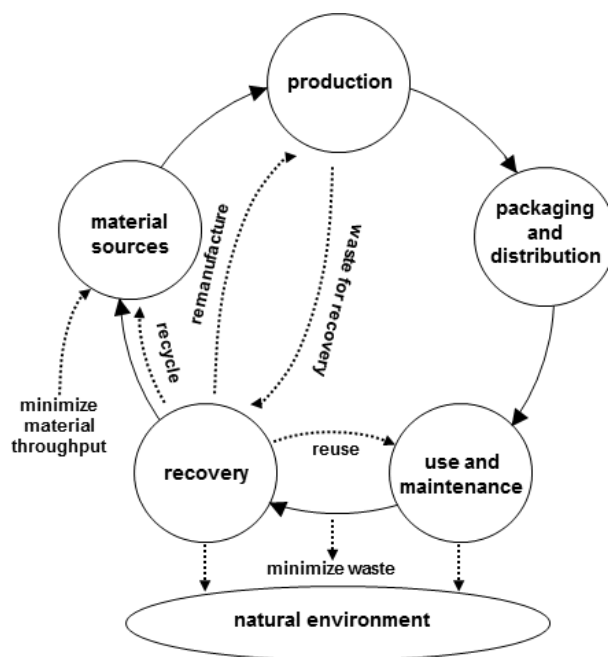 production
material
sources
packaging
and
distribution
remanufacture
waste for recovery
recycle
minimize
material
throughput
recovery
reuse
use and
maintenance
minimize waste
natural environment